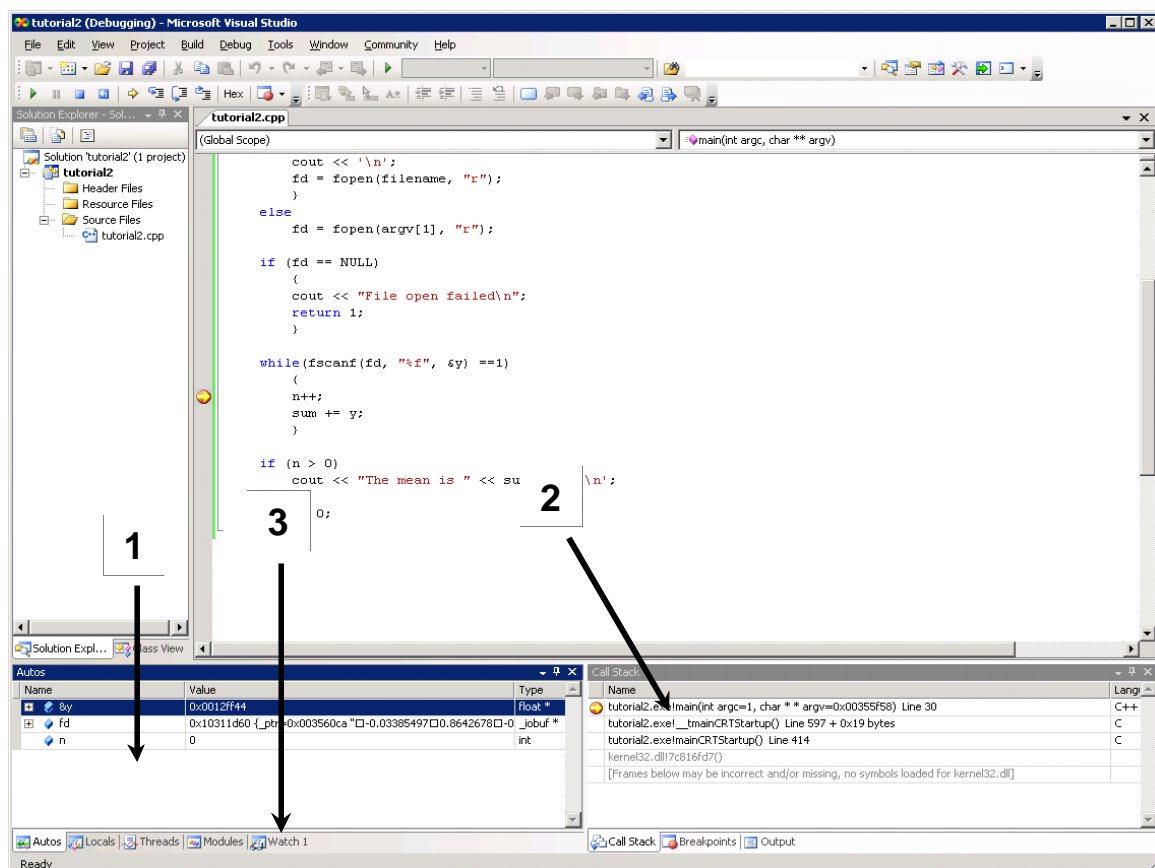 tutorial2 (Debugging) - Microsoft Visual Studio
File Edit View Project Build Debug Tools Window Community Help
Hex
Solution Explorer - Sol...
tutorial2.cpp
(Global Scope)
main(int argc, char ** argv)
Solution 'tutorial2' (1 project)
tutorial2
Header Files
Resource Files
Source Files
tutorial2.cpp
cout << '\n';
fd = fopen(filename, "r");
}
else
fd = fopen(argv[1], "r");
if (fd == NULL)
{
cout << "File open failed\n";
return 1;
}
while(fscanf(fd, "%f", &y) ==1)
{
n++;
sum += y;
}
if (n > 0)
cout << "The mean is " << su \n';
0;
1
3
2
Solution Expl... Class View
Autos
Name Value Type
&y 0x0012ff44 float *
fd 0x10311d60 {_ptr=0x003560ca "□-0.03385497□0.8642678□-0 _iobuf *
n 0 int
Autos Locals Threads Modules Watch 1
Call Stack
Name Lang
tutorial2.exe!main(int argc=1, char * * argv=0x00355f58) Line 30 C++
tutorial2.exe!__tmainCRTStartup() Line 597 + 0x19 bytes C
tutorial2.exe!mainCRTStartup() Line 414 C
kernel32.dll!7c816fd7()
[Frames below may be incorrect and/or missing, no symbols loaded for kernel32.dll]
Call Stack Breakpoints Output
Ready